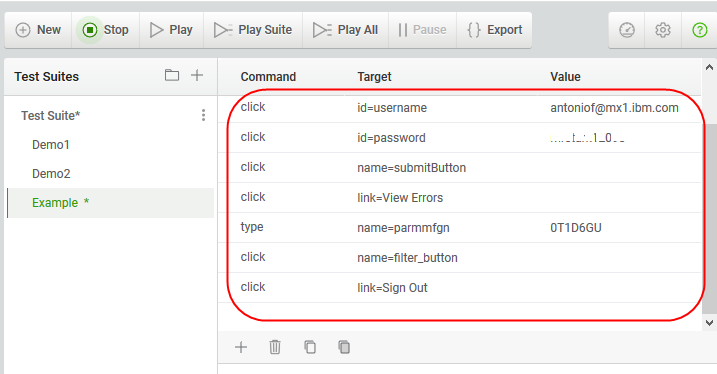 New Stop Play Play Suite Play All Pause Export
Test Suites
Command Target Value
Test Suite*
Demo1
Demo2
Example *
click id=username antoniof@mx1.ibm.com
click id=password
click name=submitButton
click link=View Errors
type name=parmmfgn 0T1D6GU
click name=filter_button
click link=Sign Out